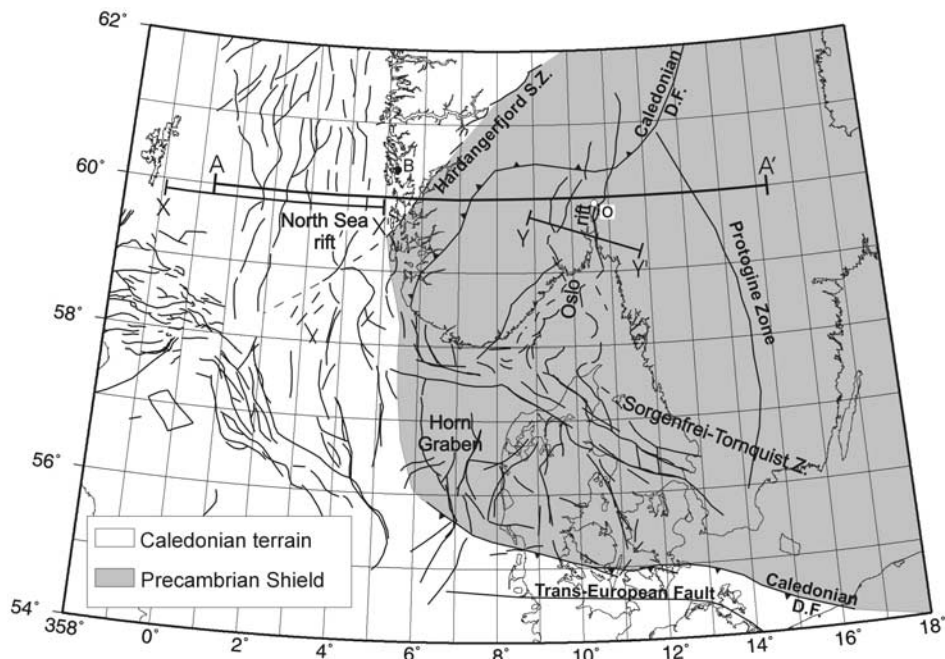 62°
60°
58°
56°
54°
358°
0°
2°
4°
6°
8°
10°
12°
14°
16°
18°
A
A'
X
X'
B
North Sea
rift
Hardangerfjord S.Z.
Caledonian
D.F.
Y
Y'
O
Oslo
rift
Protogine Zone
Horn
Graben
Sorgenfrei-Tornquist Z.
Trans-European Fault
Caledonian
D.F.
Caledonian terrain
Precambrian Shield